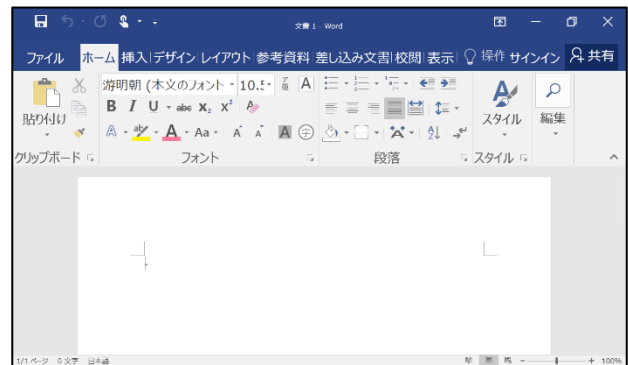 文書 1 - Word
ファイル ホーム 挿入 デザイン レイアウト 参考資料 差し込み文書 校閲 表示 操作 サインイン 共有
游明朝 (本文のフォント 10.5
B I U abc X₂ X²
A aby A Aa A A A 字
貼り付け スタイル 編集
クリップボード フォント 段落 スタイル
1/1 ページ 0 文字 日本語 100%